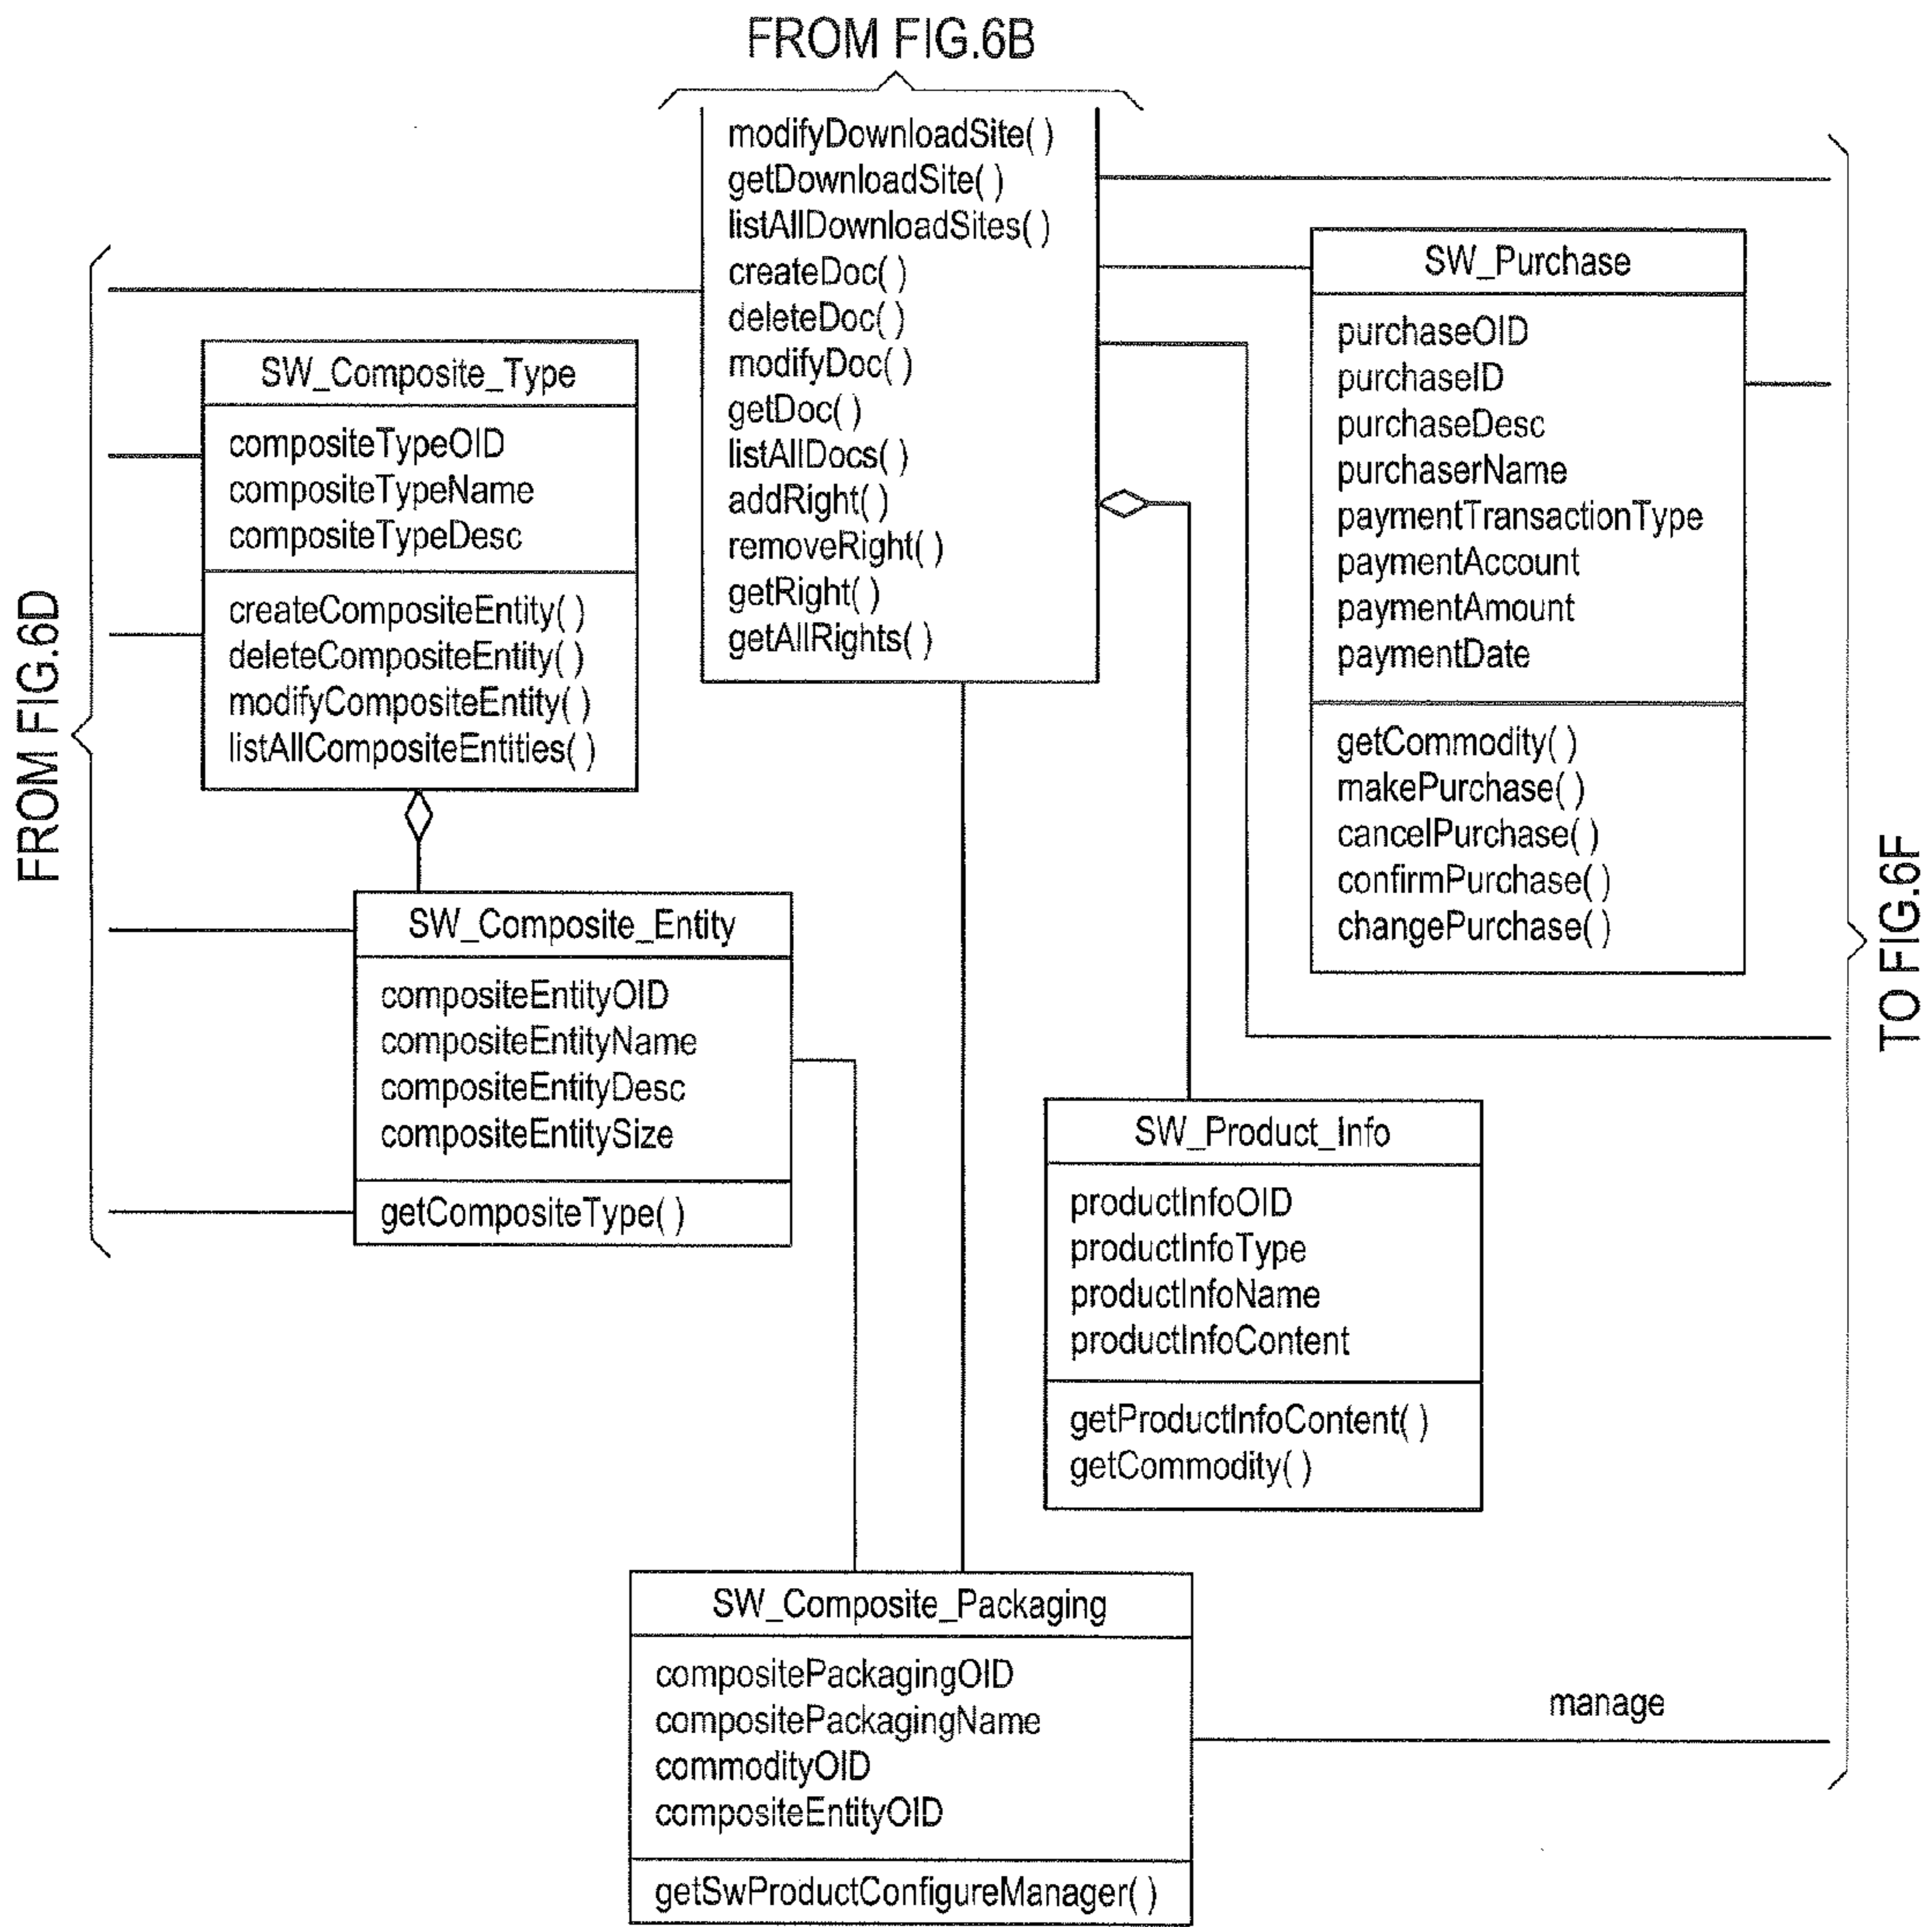 FROM FIG.6B
modifyDownloadSite( )
getDownloadSite( )
listAllDownloadSites( )
createDoc( )
deleteDoc( )
modifyDoc( )
getDoc( )
listAllDocs( )
addRight( )
removeRight( )
getRight( )
getAllRights( )
FROM FIG.6D
SW_Composite_Type
compositeTypeOID
compositeTypeName
compositeTypeDesc
createCompositeEntity( )
deleteCompositeEntity( )
modifyCompositeEntity( )
listAllCompositeEntities( )
SW_Purchase
purchaseOID
purchaseID
purchaseDesc
purchaserName
paymentTransactionType
paymentAccount
paymentAmount
paymentDate
getCommodity( )
makePurchase( )
cancelPurchase( )
confirmPurchase( )
changePurchase( )
TO FIG.6F
SW_Composite_Entity
compositeEntityOID
compositeEntityName
compositeEntityDesc
compositeEntitySize
getCompositeType( )
SW_Product_Info
productInfoOID
productInfoType
productInfoName
productInfoContent
getProductInfoContent( )
getCommodity( )
SW_Composite_Packaging
compositePackagingOID
compositePackagingName
commodityOID
compositeEntityOID
getSwProductConfigureManager( )
manage